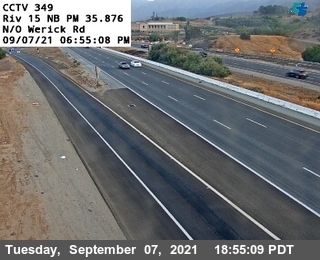 CCTV 349
Riv 15 NB PM 35.876
N/O Werick Rd
09/07/21 06:55:08 PM
Tuesday, September 07, 2021 18:55:09 PDT